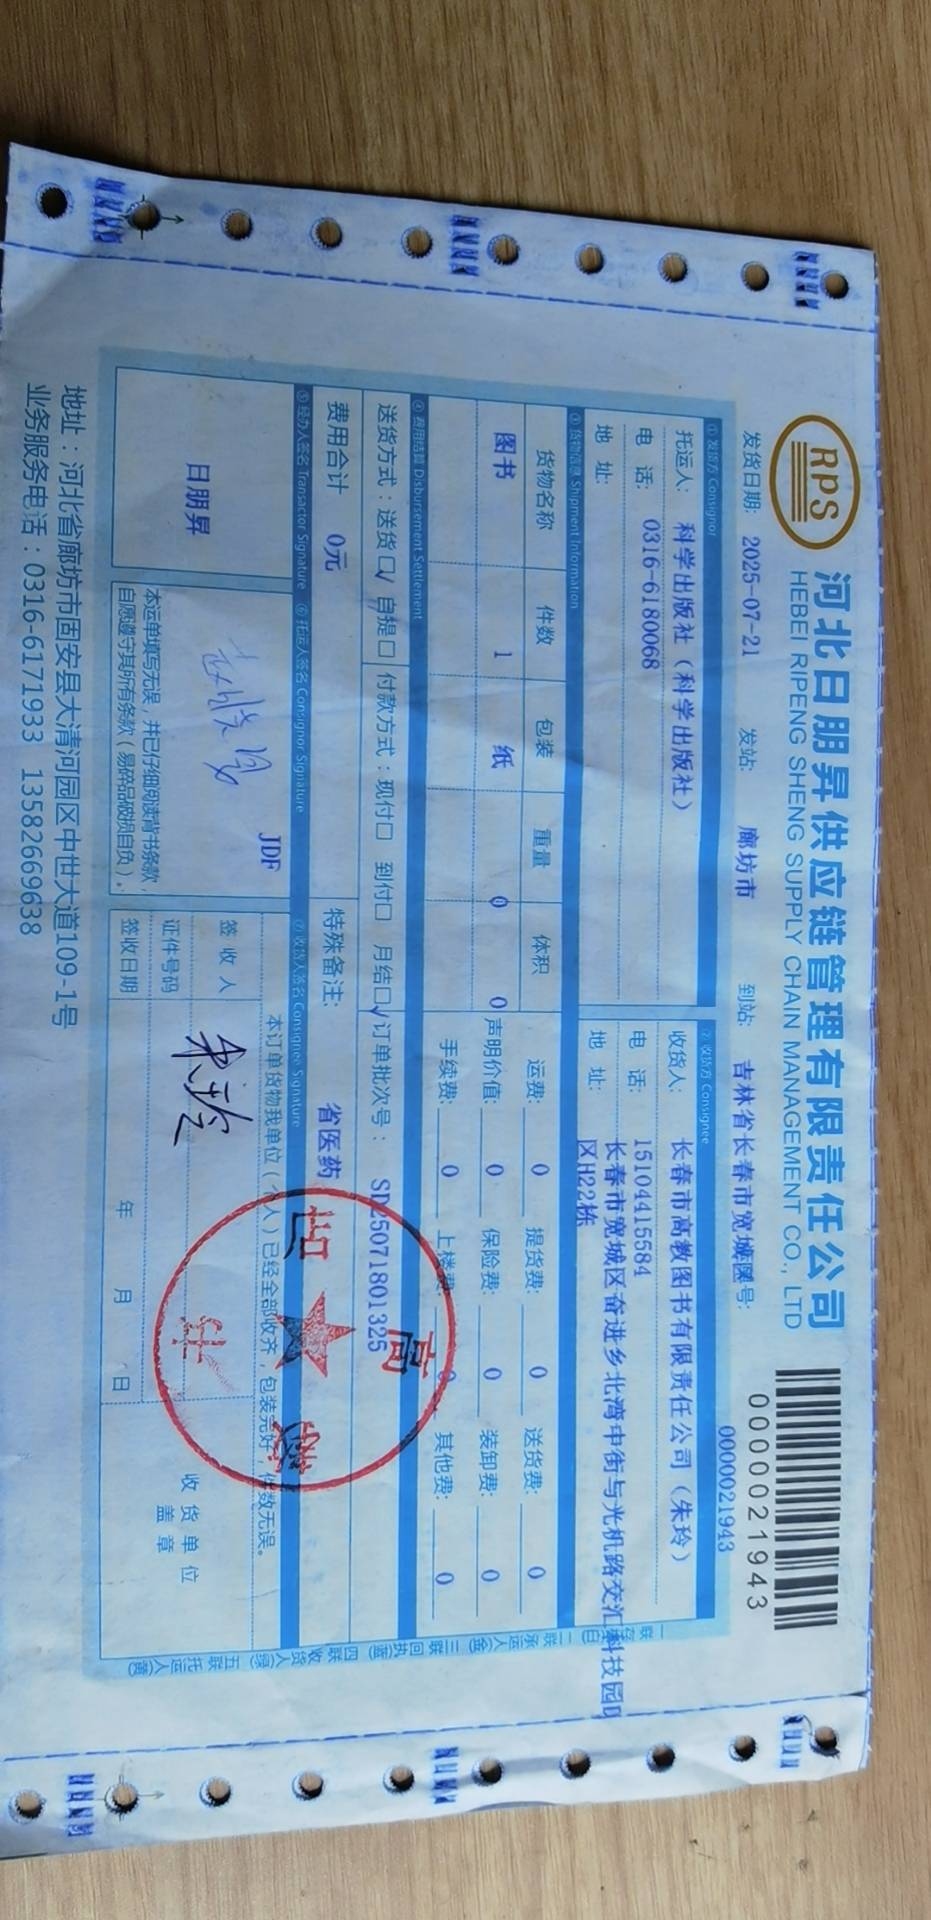 RPS
河北日朋昇供应链管理有限责任公司
HEBEI RIPENG SHENG SUPPLY CHAIN MANAGEMENT CO., LTD
0000021943
发货日期: 2025-07-21 发站: 廊坊市 到站: 吉林省长春市宽城区 号: 0000021943
① 发货方 Consignor
② 收货方 Consignee
托运人: 科学出版社（科学出版社）
收货人: 长春市高教图书有限责任公司（朱玲）
电 话: 0316-6180068
电 话: 15104415584
地 址:
地 址: 长春市宽城区奋进乡北湾中街与光机路交汇科技园D
区H22栋
③ 货物信息 Shipment Information
货物名称 件数 包装 重量 体积
运费: 0 提货费: 0 送货费: 0
图书 1 纸 0 0
声明价值: 0 保险费: 0 装卸费: 0
手续费: 0 上楼费: 0 其他费: 0
④ 费用结算 Disbursement Settlement
送货方式：送货口√ 自提口 付款方式：现付口 到付口 月结口√ 订单批次号： SD25071801325
费用合计 0元 特殊备注: 省医药
⑤ 经办人签名 Transactor Signature ⑥ 托运人签名 Consignor Signature ⑦ 收货人签名 Consignee Signature
日朋昇
JDF
本运单填写无误，并已仔细阅读背书条款，
自愿遵守其所有条款（易碎品破损自负）。
本订单货物我单位（个人）已经全部收齐，包装完好，件数无误。
签 收 人 朱玲
证件号码
签收日期 年 月 日
收货单位
盖章
一联存根(白) 二联承运人(金) 三联回执(蓝) 四联收货人(绿) 五联托运人(黄)
地址：河北省廊坊市固安县大清河园区中世大道109-1号
业务服务电话：0316-6171933 13582669638